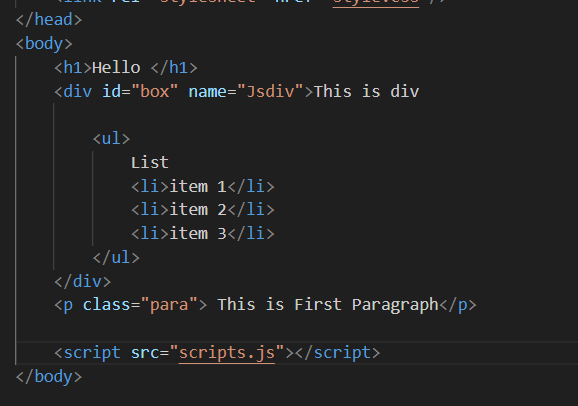 </head>
<body>
    <h1>Hello </h1>
    <div id="box" name="Jsdiv">This is div

        <ul>
            List
            <li>item 1</li>
            <li>item 2</li>
            <li>item 3</li>
        </ul>
    </div>
    <p class="para"> This is First Paragraph</p>

    <script src="scripts.js"></script>
</body>